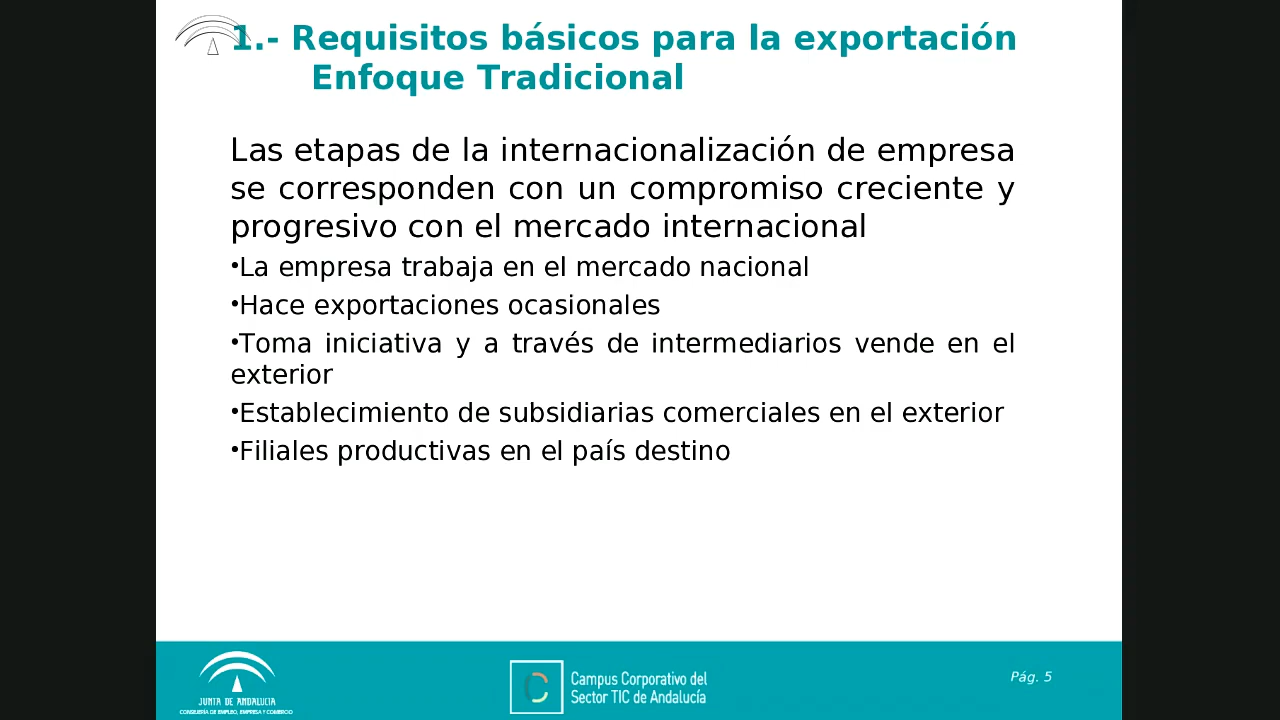 1.- Requisitos básicos para la exportación
Enfoque Tradicional
Las etapas de la internacionalización de empresa
se corresponden con un compromiso creciente y
progresivo con el mercado internacional
•La empresa trabaja en el mercado nacional
•Hace exportaciones ocasionales
•Toma iniciativa y a través de intermediarios vende en el
exterior
•Establecimiento de subsidiarias comerciales en el exterior
•Filiales productivas en el país destino
JUNTA DE ANDALUCIA
CONSEJERÍA DE EMPLEO, EMPRESA Y COMERCIO
Campus Corporativo del
Sector TIC de Andalucía
Pág. 5